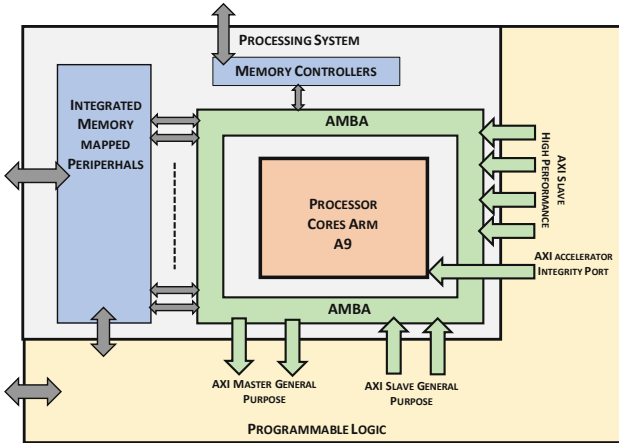 PROCESSING SYSTEM
MEMORY CONTROLLERS
INTEGRATED
MEMORY
MAPPED
PERIPERHALS
AMBA
PROCESSOR
CORES ARM
A9
AXI SLAVE
HIGH PERFORMANCE
AXI ACCELERATOR
INTEGRITY PORT
AMBA
AXI MASTER GENERAL
PURPOSE
AXI SLAVE GENERAL
PURPOSE
PROGRAMMABLE LOGIC